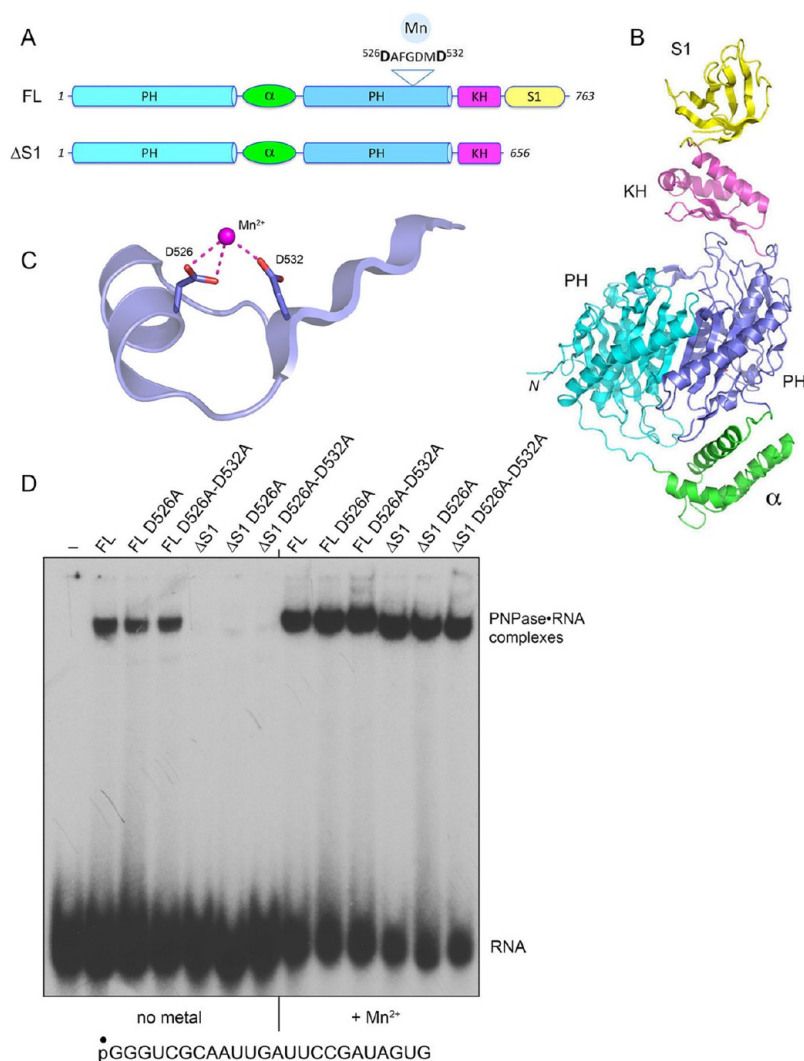 A
Mn
526DAFGDMD532
FL 1 PH α PH KH S1 763
ΔS1 1 PH α PH KH 656
B
S1
KH
PH
N
PH
α
C
Mn2+
D526
D532
D
– FL FL D526A FL D526A-D532A ΔS1 ΔS1 D526A ΔS1 D526A-D532A FL FL D526A FL D526A-D532A ΔS1 ΔS1 D526A ΔS1 D526A-D532A
PNPase•RNA
complexes
RNA
no metal + Mn2+
pGGGUCGCAAUUGAUUCCGAUAGUG